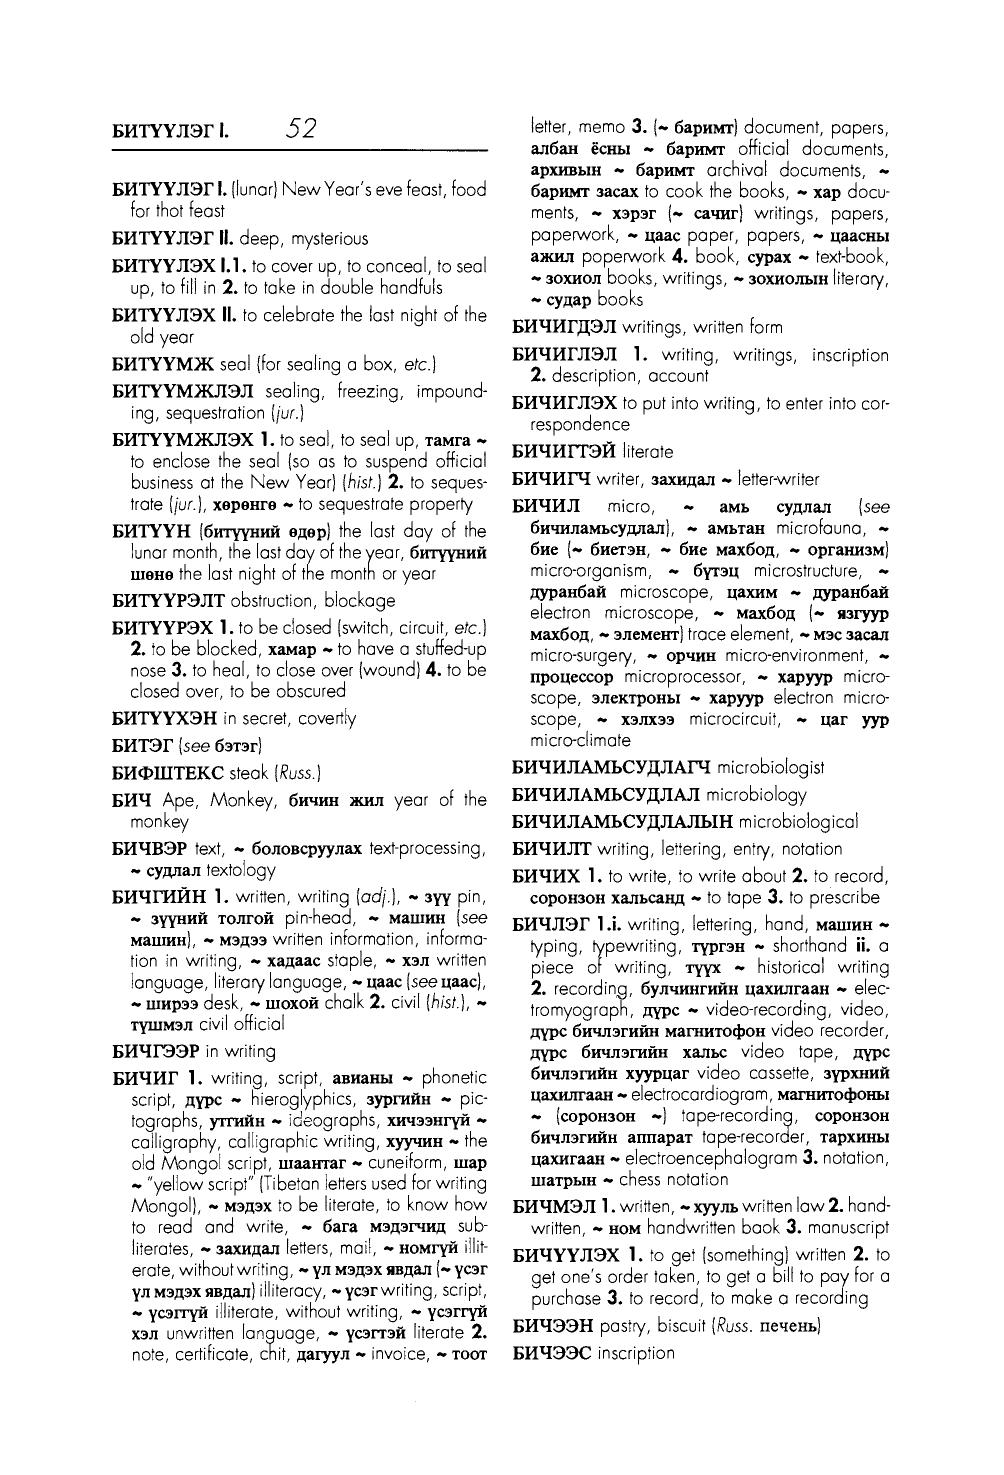 БИТҮҮЛЭГ I. 52
БИТҮҮЛЭГ I. (lunar) New Year's eve feast, food
for thot feast
БИТҮҮЛЭГ II. deep, mysterious
БИТҮҮЛЭХ I.1. to cover up, to conceal, to seal
up, to fill in 2. to take in double handfuls
БИТҮҮЛЭХ II. to celebrate the last night of the
old year
БИТҮҮМЖ seal (for sealing a box, etc.)
БИТҮҮМЖЛЭЛ sealing, freezing, impound-
ing, sequestration (jur.)
БИТҮҮМЖЛЭХ 1. to seal, to seal up, тамга ~
to enclose the seal (so as to suspend official
business at the New Year) (hist.) 2. to seques-
trate (jur.), хөрөнгө ~ to sequestrate property
БИТҮҮН (битүүний өдөр) the last day of the
lunar month, the last day of the year, битүүний
шөнө the last night of the month or year
БИТҮҮРЭЛТ obstruction, blockage
БИТҮҮРЭХ 1. to be closed (switch, circuit, etc.)
2. to be blocked, хамар ~ to have a stuffed-up
nose 3. to heal, to close over (wound) 4. to be
closed over, to be obscured
БИТҮҮХЭН in secret, covertly
БИТЭГ (see бэтэг)
БИФШТЕКС steak (Russ.)
БИЧ Ape, Monkey, бичин жил year of the
monkey
БИЧВЭР text, ~ боловсруулах text-processing,
~ судлал textology
БИЧГИЙН 1. written, writing (adj.), ~ зүү pin,
~ зүүний толгой pin-head, ~ машин (see
машин), ~ мэдээ written information, informa-
tion in writing, ~ хадаас staple, ~ хэл written
language, literary language, ~ цаас (see цаас),
~ ширээ desk, ~ шохой chalk 2. civil (hist.), ~
түшмэл civil official
БИЧГЭЭР in writing
БИЧИГ 1. writing, script, авианы ~ phonetic
script, дүрс ~ hieroglyphics, зургийн ~ pic-
tographs, утгийн ~ ideographs, хичээнгүй ~
calligraphy, calligraphic writing, хуучин ~ the
old Mongol script, шаантаг ~ cuneiform, шар
~ "yellow script" (Tibetan letters used for writing
Mongol), ~ мэдэх to be literate, to know how
to read and write, ~ бага мэдэгчид sub-
literates, ~ захидал letters, mail, ~ номгүй illit-
erate, without writing, ~ үл мэдэх явдал (~ үсэг
үл мэдэх явдал) illiteracy, ~ үсэг writing, script,
~ үсэггүй illiterate, without writing, ~ үсэггүй
хэл unwritten language, ~ үсэгтэй literate 2.
note, certificate, chit, дагуул ~ invoice, ~ тоот
letter, memo 3. (~ баримт) document, papers,
албан ёсны ~ баримт official documents,
архивын ~ баримт archival documents, ~
баримт засах to cook the books, ~ хар docu-
ments, ~ хэрэг (~ сачиг) writings, papers,
paperwork, ~ цаас paper, papers, ~ цаасны
ажил poperwork 4. book, сурах ~ text-book,
~ зохиол books, writings, ~ зохиолын literary,
~ судар books
БИЧИГДЭЛ writings, written form
БИЧИГЛЭЛ 1. writing, writings, inscription
2. description, account
БИЧИГЛЭХ to put into writing, to enter into cor-
respondence
БИЧИГТЭЙ literate
БИЧИГЧ writer, захидал ~ letter-writer
БИЧИЛ micro, ~ амь судлал (see
бичиламьсудлал), ~ амьтан microfauna, ~
бие (~ биетэн, ~ бие махбод, ~ организм)
micro-organism, ~ бүтэц microstructure, ~
дуранбай microscope, цахим ~ дуранбай
electron microscope, ~ махбод (~ язгуур
махбод, ~ элемент) trace element, ~ мэс засал
micro-surgery, ~ орчин micro-environment, ~
процессор microprocessor, ~ харуур micro-
scope, электроны ~ харуур electron micro-
scope, ~ хэлхээ microcircuit, ~ цаг уур
micro-climate
БИЧИЛАМЬСУДЛАГЧ microbiologist
БИЧИЛАМЬСУДЛАЛ microbiology
БИЧИЛАМЬСУДЛАЛЫН microbiological
БИЧИЛТ writing, lettering, entry, notation
БИЧИХ 1. to write, to write about 2. to record,
соронзон хальсанд ~ to tape 3. to prescribe
БИЧЛЭГ 1.i. writing, lettering, hand, машин ~
typing, typewriting, түргэн ~ shorthand ii. a
piece of writing, түүх ~ historical writing
2. recording, булчингийн цахилгаан ~ elec-
tromyograph, дүрс ~ video-recording, video,
дүрс бичлэгийн магнитофон video recorder,
дүрс бичлэгийн хальс video tape, дүрс
бичлэгийн хуурцаг video cassette, зүрхний
цахилгаан ~ electrocardiogram, магнитофоны
~ (соронзон ~) tape-recording, соронзон
бичлэгийн аппарат tape-recorder, тархины
цахигаан ~ electroencephalogram 3. notation,
шатрын ~ chess notation
БИЧМЭЛ 1. written, ~ хууль written law 2. hand-
written, ~ ном handwritten baok 3. manuscript
БИЧҮҮЛЭХ 1. to get (something) written 2. to
get one's order taken, to get a bill to pay for a
purchase 3. to record, to make a recording
БИЧЭЭН pastry, biscuit (Russ. печень)
БИЧЭЭС inscription